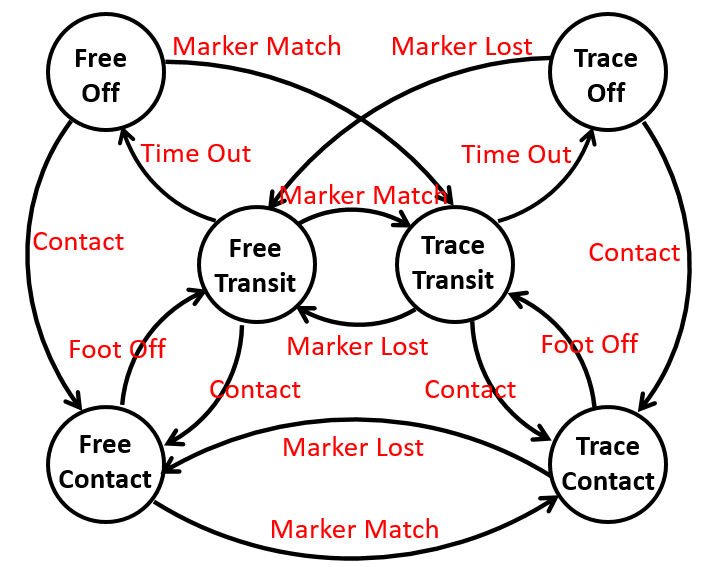 Free
Off
Marker Match
Marker Lost
Trace
Off
Time Out
Time Out
Marker Match
Contact
Free
Transit
Trace
Transit
Contact
Foot Off
Marker Lost
Foot Off
Contact
Contact
Free
Contact
Marker Lost
Trace
Contact
Marker Match